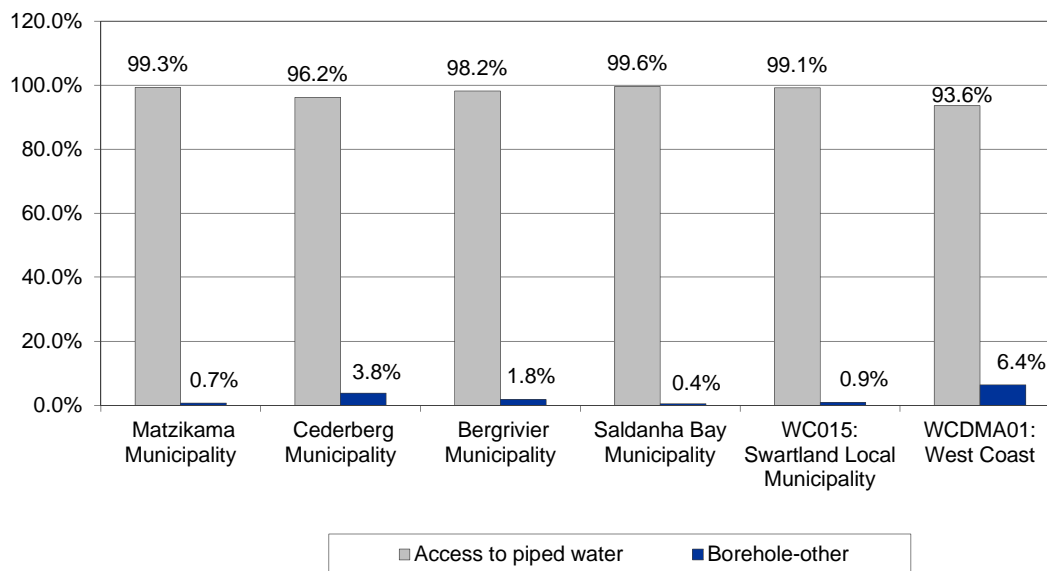 120.0%
100.0%
80.0%
60.0%
40.0%
20.0%
0.0%
99.3%
96.2%
98.2%
99.6%
99.1%
93.6%
0.7%
3.8%
1.8%
0.4%
0.9%
6.4%
Matzikama
Municipality
Cederberg
Municipality
Bergrivier
Municipality
Saldanha Bay
Municipality
WC015:
Swartland Local
Municipality
WCDMA01:
West Coast
Access to piped water
Borehole-other